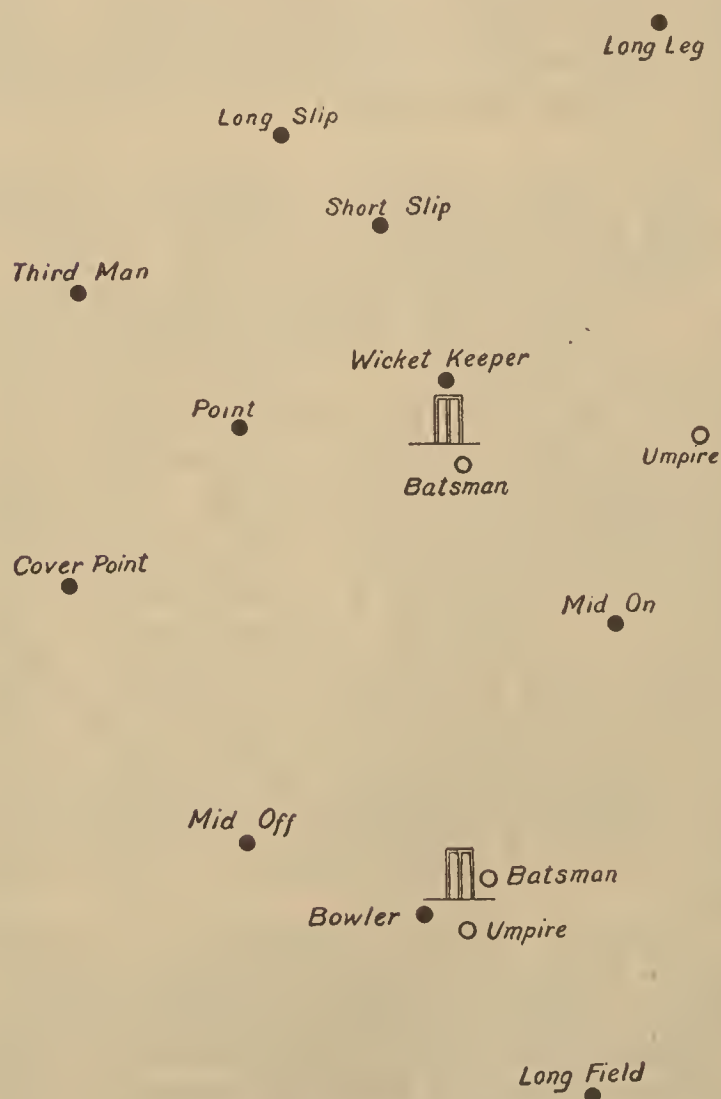 Long Leg
Long Slip
Short Slip
Third Man
Wicket Keeper
Point
Umpire
Batsman
Cover Point
Mid On
Mid Off
Batsman
Bowler
Umpire
Long Field